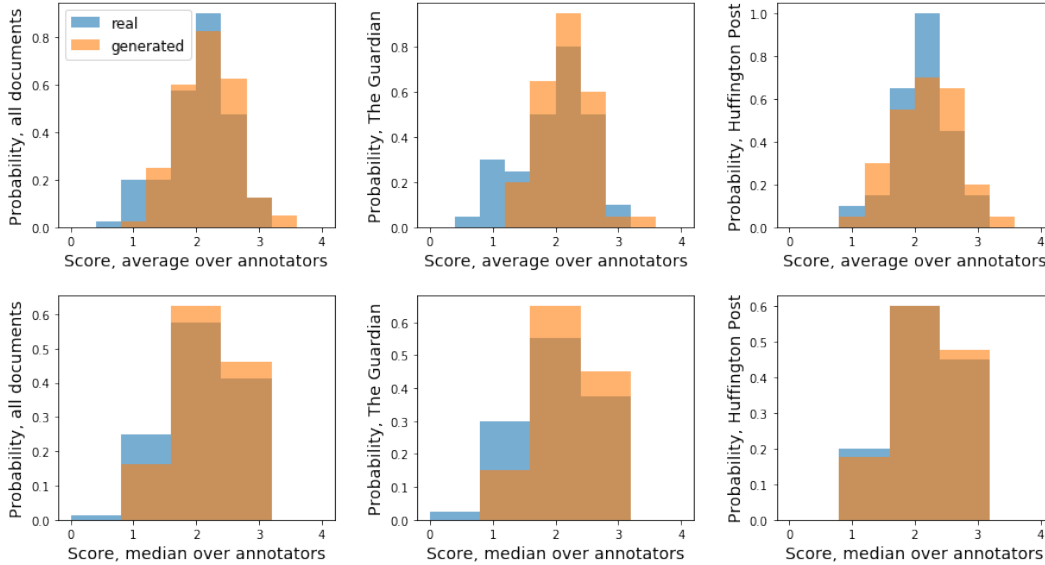 real
generated
Probability, all documents
0.8
0.6
0.4
0.2
0.0
0 1 2 3 4
Score, average over annotators
Probability, The Guardian
0.8
0.6
0.4
0.2
0.0
0 1 2 3 4
Score, average over annotators
Probability, Huffington Post
1.0
0.8
0.6
0.4
0.2
0.0
0 1 2 3 4
Score, average over annotators
Probability, all documents
0.6
0.5
0.4
0.3
0.2
0.1
0.0
0 1 2 3 4
Score, median over annotators
Probability, The Guardian
0.6
0.5
0.4
0.3
0.2
0.1
0.0
0 1 2 3 4
Score, median over annotators
Probability, Huffington Post
0.6
0.5
0.4
0.3
0.2
0.1
0.0
0 1 2 3 4
Score, median over annotators